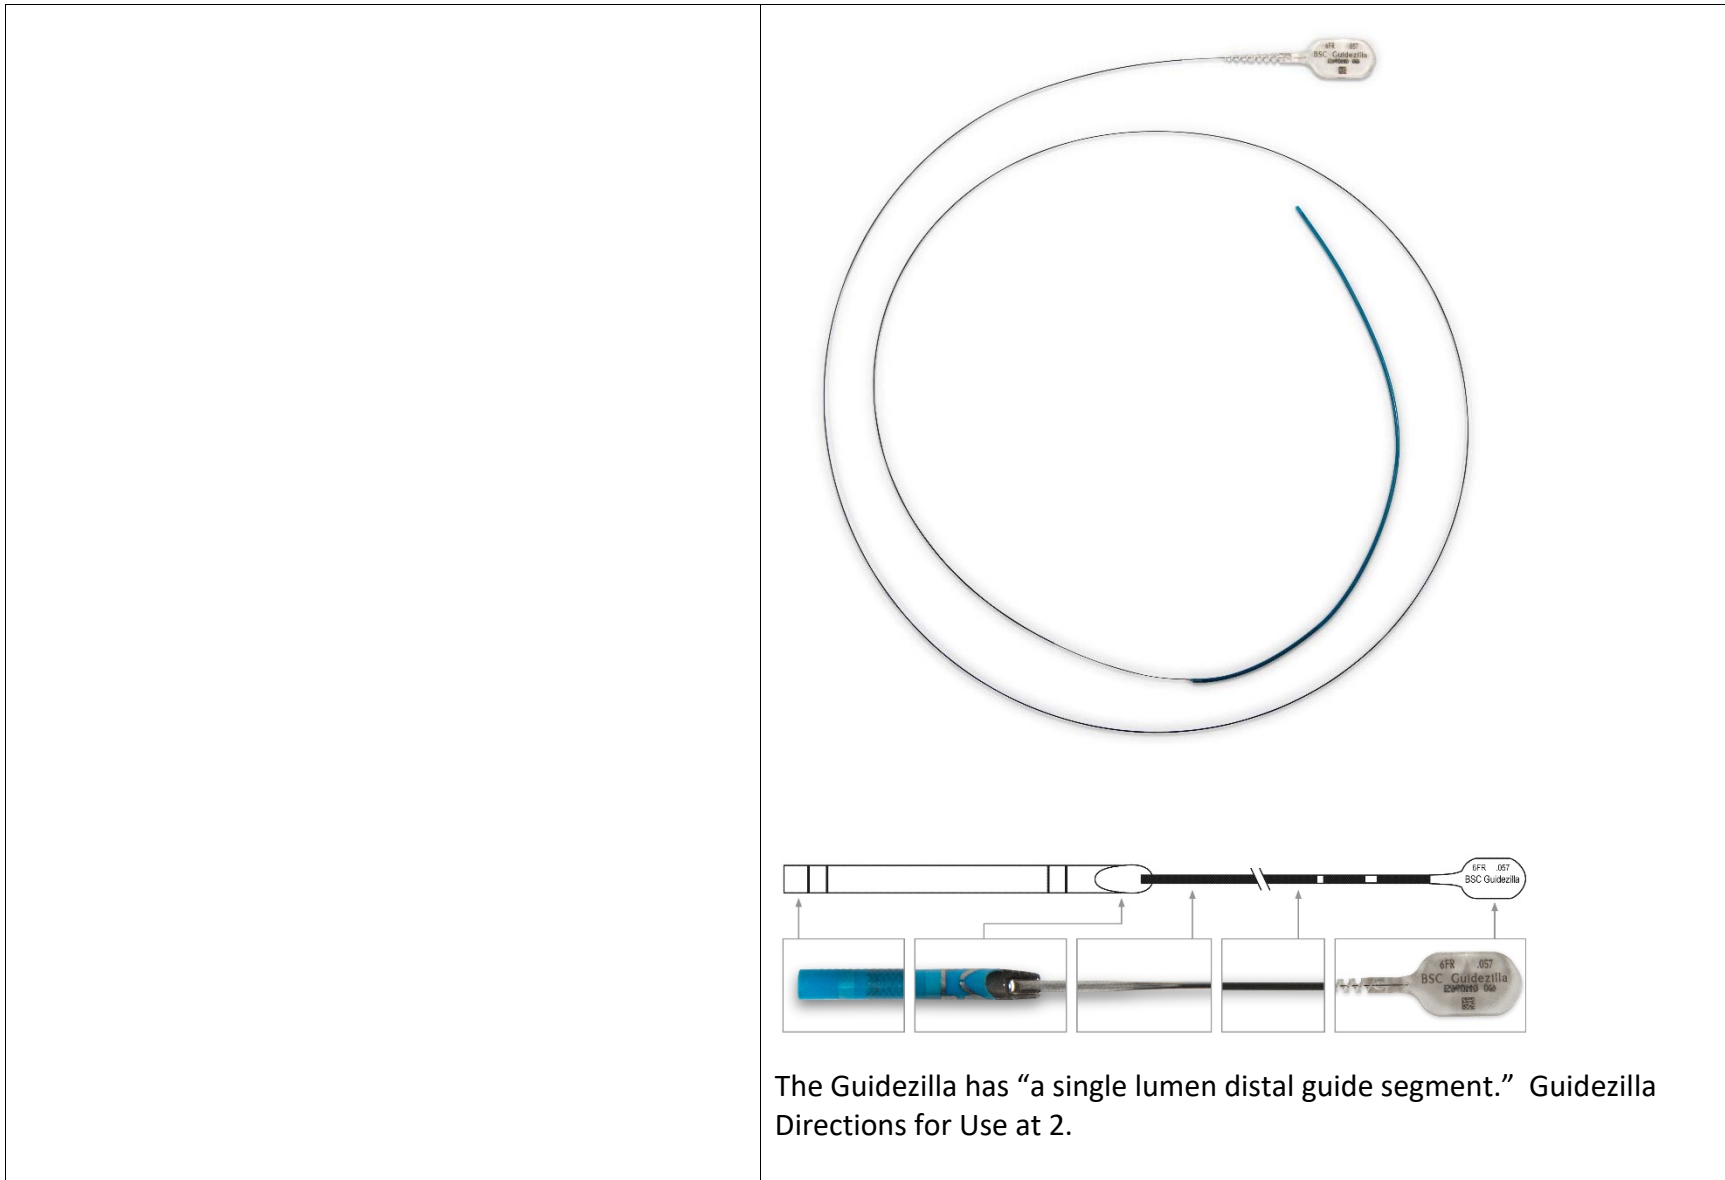 6FR .057
BSC Guidezilla
6FR .057
BSC Guidezilla
6FR .057
BSC Guidezilla
The Guidezilla has “a single lumen distal guide segment.” Guidezilla
Directions for Use at 2.